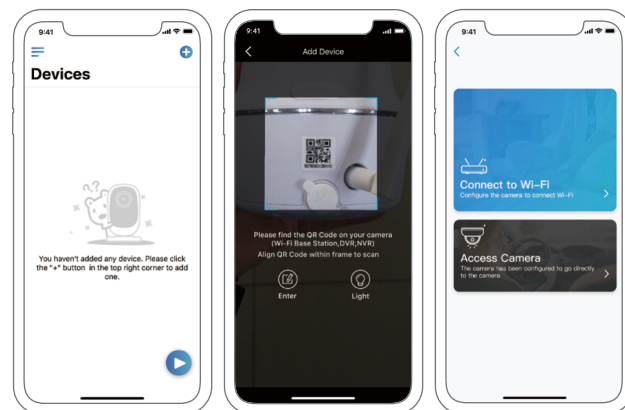 9:41
Devices
?
?
You haven't added any device. Please click
the "+" button in the top right corner to add
one.
9:41
Add Device
Please find the QR Code on your camera
(Wi-Fi Base Station,DVR,NVR)
Align QR Code within frame to scan
Enter
Light
9:41
Connect to Wi-Fi
Configure the camera to connect Wi-Fi
Access Camera
The camera has been configured to go directly
to the camera